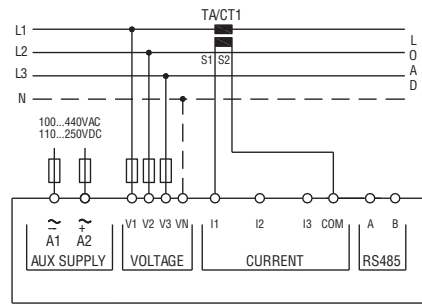 TA/CT1
L1
L2
L3
N
S1 S2
LOAD
100...440VAC
110...250VDC
~ ~
– +
A1 A2
V1 V2 V3 VN
I1 I2 I3 COM
A B
AUX SUPPLY
VOLTAGE
CURRENT
RS485